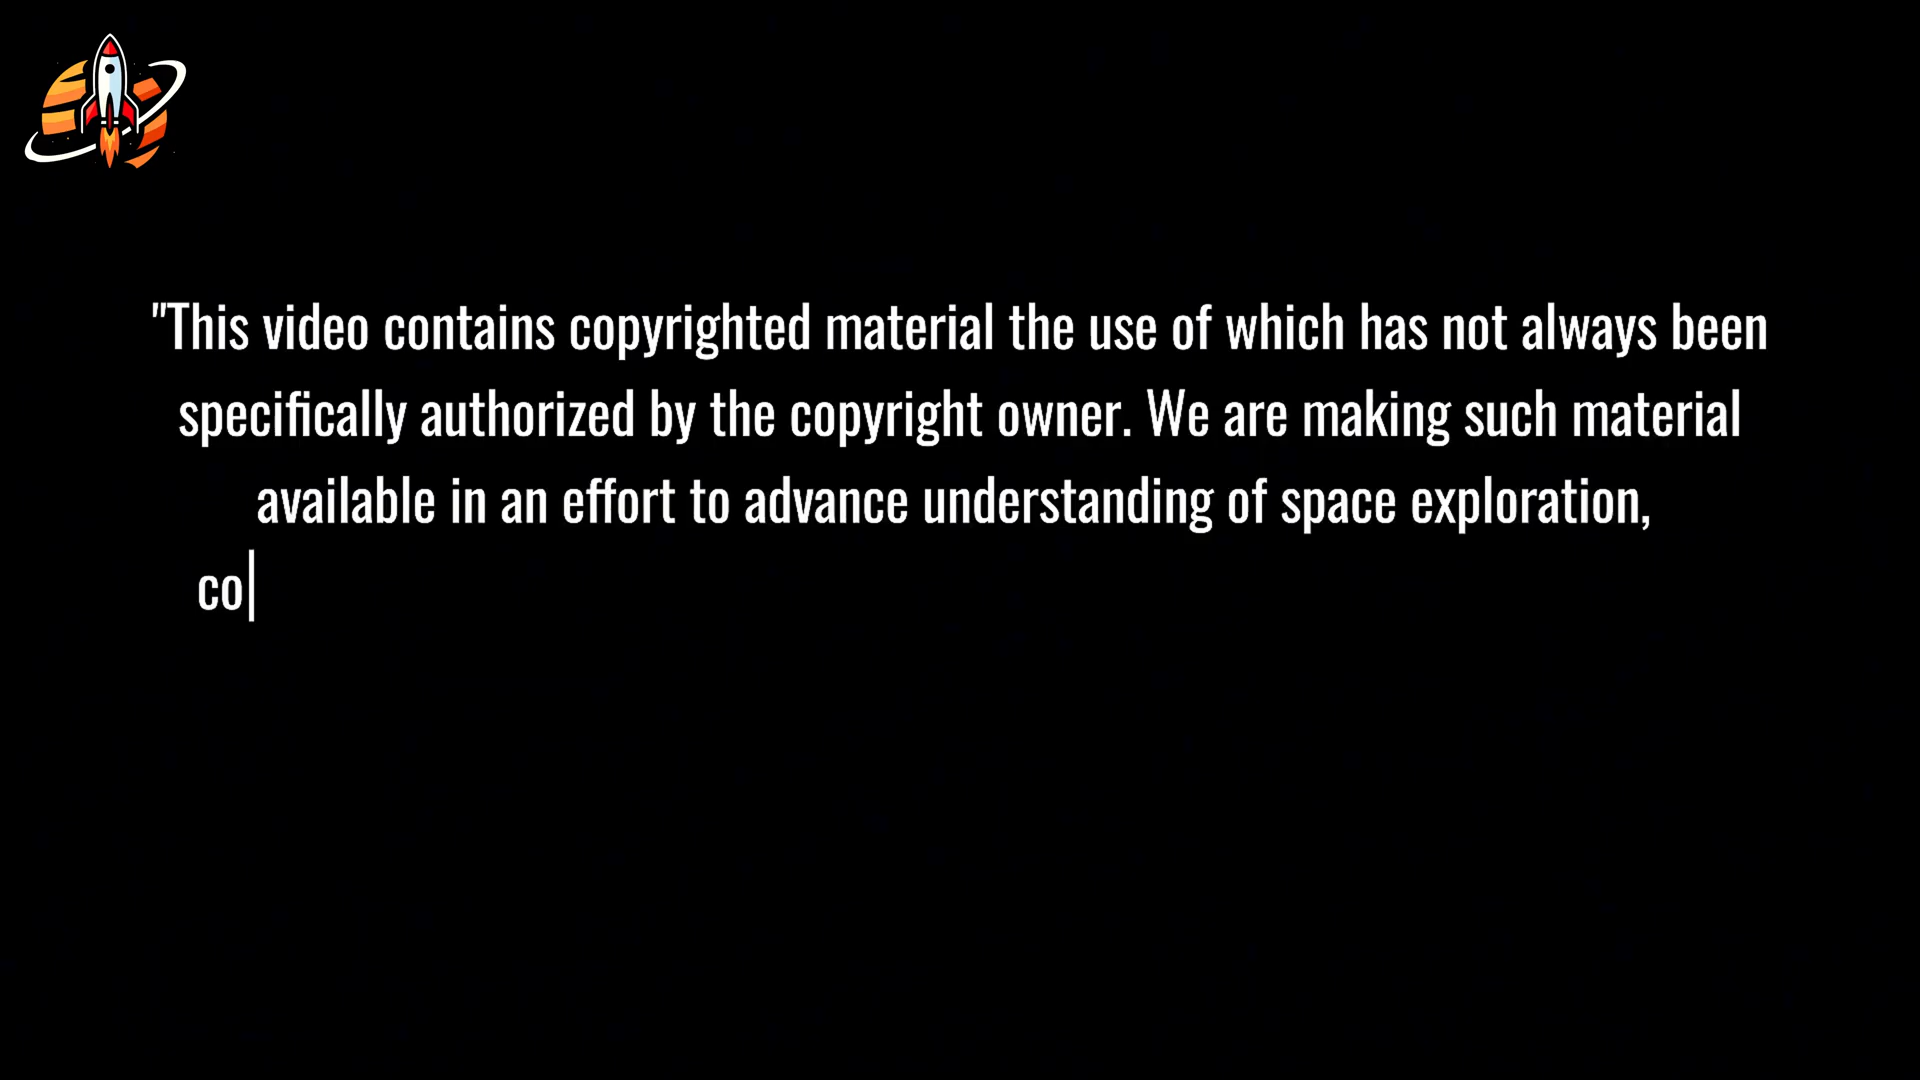 "This video contains copyrighted material the use of which has not always been
specifically authorized by the copyright owner. We are making such material
available in an effort to advance understanding of space exploration,
co